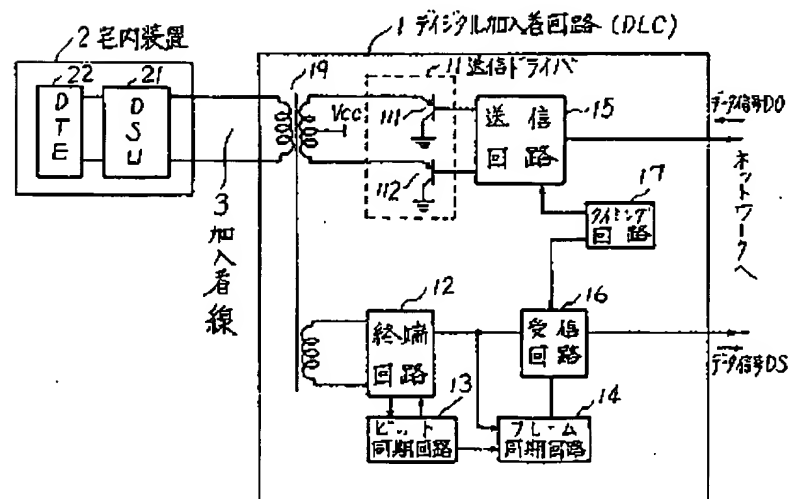 1 ディジタル加入者回路(DLC)
2 宅内装置
22
21
DTE
DSU
3 加入者線
19
VCC
11 送信ドライバ
111
112
送信回路
15
データ信号DO
ネットワークへ
17
タイミング回路
12
終端回路
16
受信回路
データ信号DS
13
ビット同期回路
14
フレーム同期回路